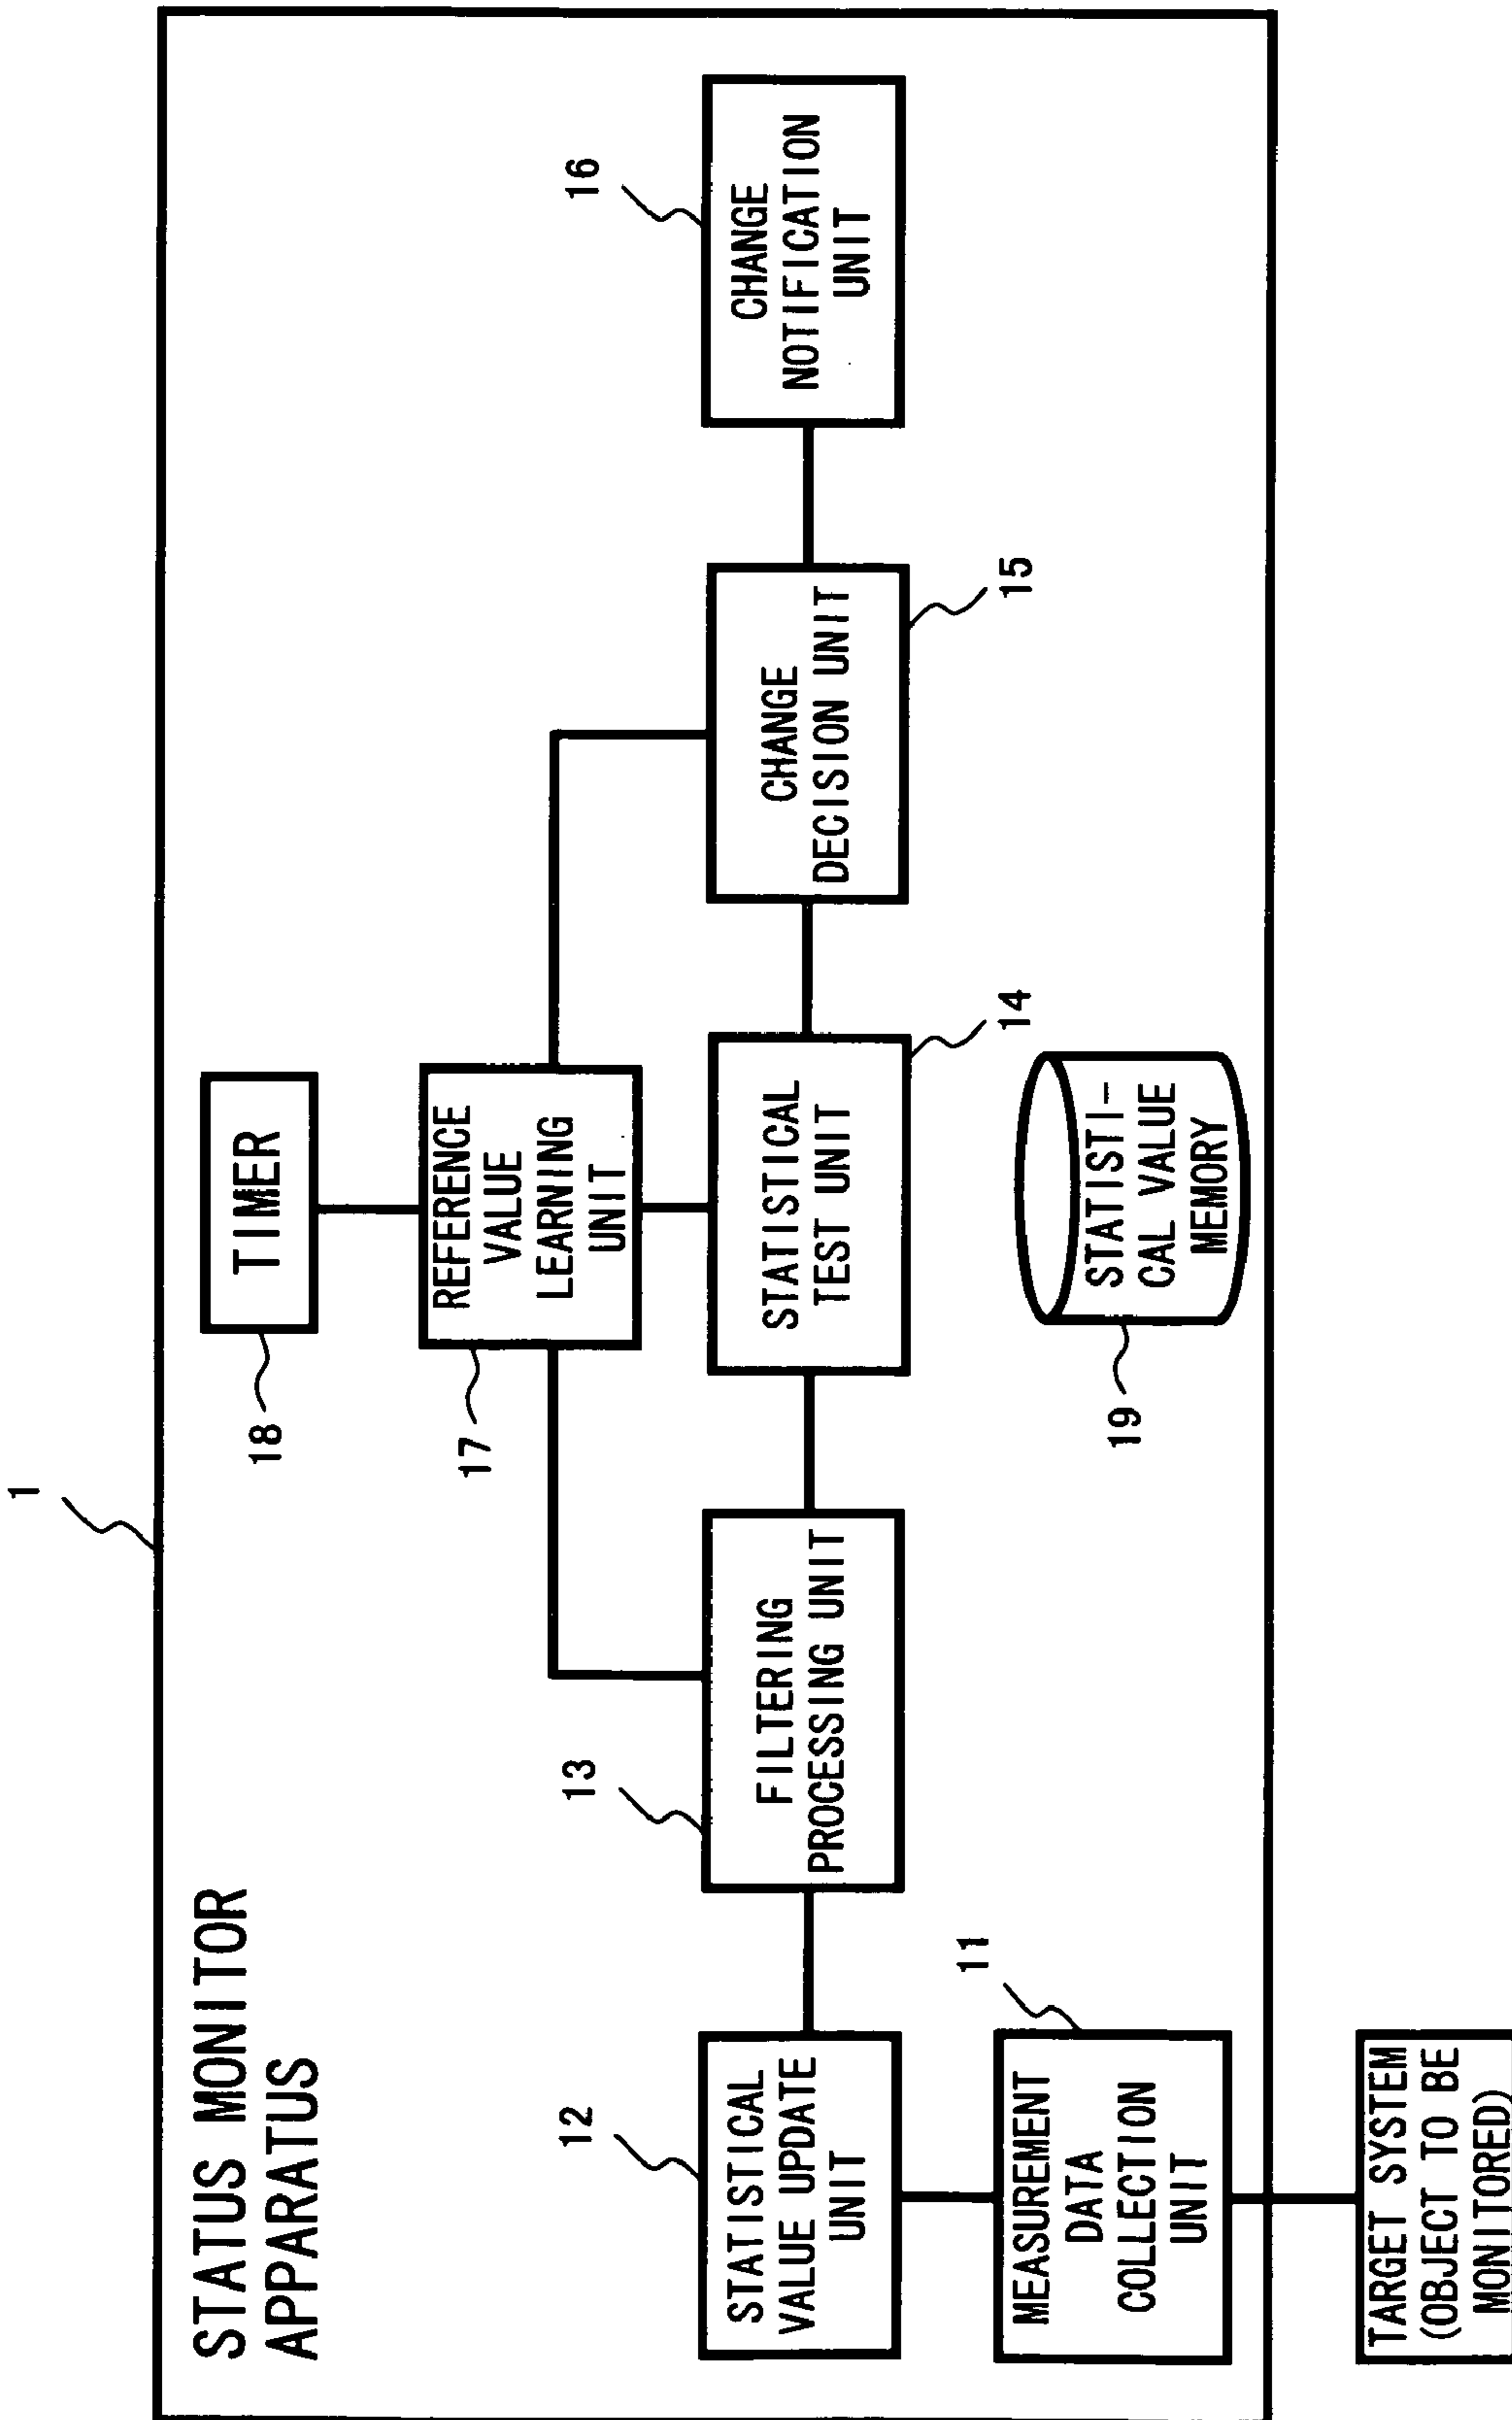 1
STATUS MONITOR
APPARATUS
18
TIMER
17
REFERENCE
VALUE
LEARNING
UNIT
12
STATISTICAL
VALUE UPDATE
UNIT
13
FILTERING
PROCESSING UNIT
STATISTICAL
TEST UNIT
14
CHANGE
DECISION UNIT
15
16
CHANGE
NOTIFICATION
UNIT
11
MEASUREMENT
DATA
COLLECTION
UNIT
19
STATISTI-
CAL VALUE
MEMORY
TARGET SYSTEM
(OBJECT TO BE
MONITORED)